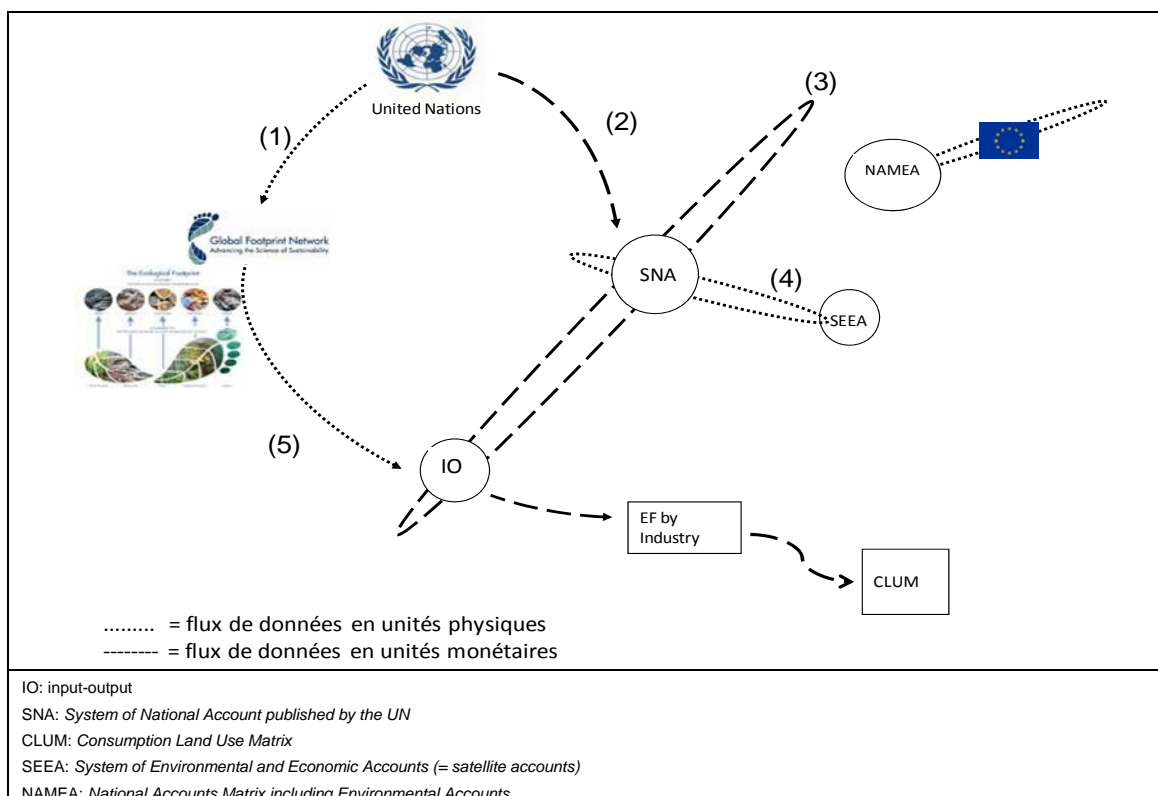 United Nations
(1)
(2)
(3)
NAMEA
Global Footprint Network
Advancing the Science of Sustainability
The Ecological Footprint
SNA
(4)
SEEA
(5)
IO
EF by
Industry
CLUM
......... = flux de données en unités physiques
-------- = flux de données en unités monétaires
IO: input-output
SNA: System of National Account published by the UN
CLUM: Consumption Land Use Matrix
SEEA: System of Environmental and Economic Accounts (= satellite accounts)
NAMEA: National Accounts Matrix including Environmental Accounts